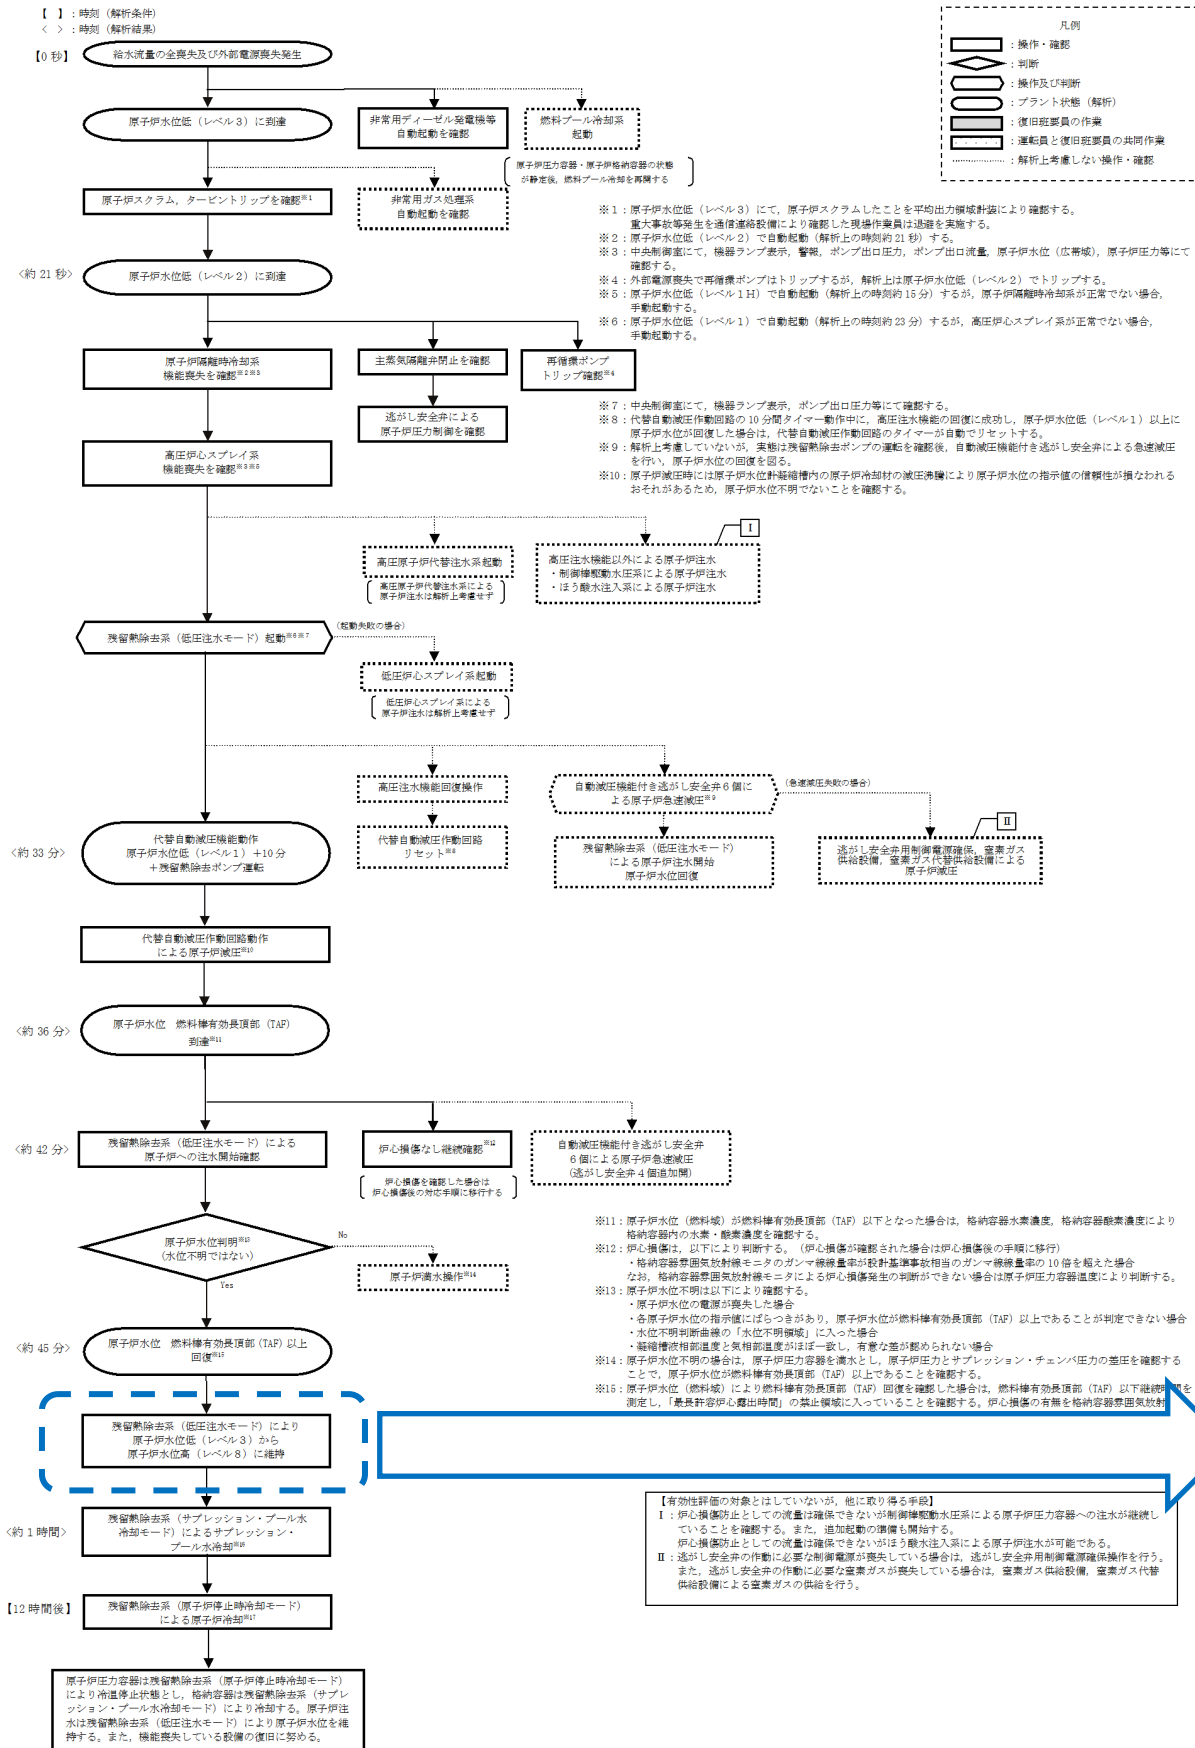 【　】：時刻（解析条件）
＜　＞：時刻（解析結果）
【0 秒】
給水流量の全喪失及び外部電源喪失発生
原子炉水位低（レベル３）に到達
非常用ディーゼル発電機等
自動起動を確認
燃料プール冷却系
起動
原子炉圧力容器・原子炉格納容器の状態
が静定後，燃料プール冷却を再開する
原子炉スクラム，タービントリップを確認※１
非常用ガス処理系
自動起動を確認
凡例
：操作・確認
：判断
：操作及び判断
：プラント状態（解析）
：復旧班要員の作業
：運転員と復旧班要員の共同作業
：解析上考慮しない操作・確認
※１：原子炉水位低（レベル３）にて，原子炉スクラムしたことを平均出力領域計装により確認する。
重大事故等発生を通信連絡設備により確認した現場作業員は退避を実施する。
※２：原子炉水位低（レベル２）で自動起動（解析上の時刻約 21 秒）する。
※３：中央制御室にて，機器ランプ表示，警報，ポンプ出口圧力，ポンプ出口流量，原子炉水位（広帯域），原子炉圧力等にて
確認する。
※４：外部電源喪失で再循環ポンプはトリップするが，解析上は原子炉水位低（レベル２）でトリップする。
※５：原子炉水位低（レベル１Ｈ）で自動起動（解析上の時刻約 15 分）するが，原子炉隔離時冷却系が正常でない場合，
手動起動する。
※６：原子炉水位低（レベル１）で自動起動（解析上の時刻約 23 分）するが，高圧炉心スプレイ系が正常でない場合，
手動起動する。
＜約 21 秒＞
原子炉水位低（レベル２）に到達
原子炉隔離時冷却系
機能喪失を確認※２※３
主蒸気隔離弁閉止を確認
再循環ポンプ
トリップ確認※４
逃がし安全弁による
原子炉圧力制御を確認
高圧炉心スプレイ系
機能喪失を確認※３※５
※７：中央制御室にて，機器ランプ表示，ポンプ出口圧力等にて確認する。
※８：代替自動減圧作動回路の 10 分間タイマー動作中に，高圧注水機能の回復に成功し，原子炉水位低（レベル１）以上に
原子炉水位が回復した場合は，代替自動減圧作動回路のタイマーが自動でリセットする。
※９：解析上考慮していないが，実態は残留熱除去ポンプの運転を確認後，自動減圧機能付き逃がし安全弁による急速減圧
を行い，原子炉水位の回復を図る。
※10：原子炉減圧時には原子炉水位計凝縮槽内の原子炉冷却材の減圧沸騰により原子炉水位の指示値の信頼性が損なわれる
おそれがあるため，原子炉水位不明でないことを確認する。
Ⅰ
高圧原子炉代替注水系起動
高圧原子炉代替注水系による
原子炉注水は解析上考慮せず
高圧注水機能以外による原子炉注水
・制御棒駆動水圧系による原子炉注水
・ほう酸水注入系による原子炉注水
残留熱除去系（低圧注水モード）起動※６※７
（起動失敗の場合）
低圧炉心スプレイ系起動
低圧炉心スプレイ系による
原子炉注水は解析上考慮せず
高圧注水機能回復操作
自動減圧機能付き逃がし安全弁６個に
よる原子炉急速減圧※９
（急速減圧失敗の場合）
＜約 33 分＞
代替自動減圧機能動作
原子炉水位低（レベル１）＋10 分
＋残留熱除去ポンプ運転
代替自動減圧作動回路
リセット※８
残留熱除去系（低圧注水モード）
による原子炉注水開始
原子炉水位回復
Ⅱ
逃がし安全弁用制御電源確保，窒素ガス
供給設備，窒素ガス代替供給設備による
原子炉減圧
代替自動減圧作動回路動作
による原子炉減圧※10
＜約 36 分＞
原子炉水位　燃料棒有効長頂部（TAF）
到達※11
＜約 42 分＞
残留熱除去系（低圧注水モード）による
原子炉への注水開始確認
炉心損傷なし継続確認※12
炉心損傷を確認した場合は
炉心損傷後の対応手順に移行する
自動減圧機能付き逃がし安全弁
６個による原子炉急速減圧
（逃がし安全弁４個追加開）
原子炉水位判明※13
（水位不明ではない）
No
Yes
原子炉満水操作※14
※11：原子炉水位（燃料域）が燃料棒有効長頂部（TAF）以下となった場合は，格納容器水素濃度，格納容器酸素濃度により
格納容器内の水素・酸素濃度を確認する。
※12：炉心損傷は，以下により判断する。（炉心損傷が確認された場合は炉心損傷後の手順に移行）
・格納容器雰囲気放射線モニタのガンマ線線量率が設計基準事故相当のガンマ線線量率の 10 倍を超えた場合
なお，格納容器雰囲気放射線モニタによる炉心損傷発生の判断ができない場合は原子炉圧力容器温度により判断する。
※13：原子炉水位不明は以下により確認する。
・原子炉水位の電源が喪失した場合
・各原子炉水位の指示値にばらつきがあり，原子炉水位が燃料棒有効長頂部（TAF）以上であることが判定できない場合
・水位不明判断曲線の「水位不明領域」に入った場合
・凝縮槽液相部温度と気相部温度がほぼ一致し，有意な差が認められない場合
※14：原子炉水位不明の場合は，原子炉圧力容器を満水とし，原子炉圧力とサプレッション・チェンバ圧力の差圧を確認する
ことで，原子炉水位が燃料棒有効長頂部（TAF）以上であることを確認する。
※15：原子炉水位（燃料域）により燃料棒有効長頂部（TAF）回復を確認した場合は，燃料棒有効長頂部（TAF）以下継続時間を
測定し，「最長許容炉心露出時間」の禁止領域に入っていることを確認する。炉心損傷の有無を格納容器雰囲気放射
＜約 45 分＞
原子炉水位　燃料棒有効長頂部（TAF）以上
回復※15
残留熱除去系（低圧注水モード）により
原子炉水位低（レベル３）から
原子炉水位高（レベル８）に維持
＜約 1 時間＞
残留熱除去系（サプレッション・プール水
冷却モード）によるサプレッション・
プール水冷却※16
【有効性評価の対象とはしていないが，他に取り得る手段】
Ⅰ：炉心損傷防止としての流量は確保できないが制御棒駆動水圧系による原子炉圧力容器への注水が継続し
ていることを確認する。また，追加起動の準備も開始する。
炉心損傷防止としての流量は確保できないがほう酸水注入系による原子炉注水が可能である。
Ⅱ：逃がし安全弁の作動に必要な制御電源が喪失している場合は，逃がし安全弁用制御電源確保操作を行う。
また，逃がし安全弁の作動に必要な窒素ガスが喪失している場合は，窒素ガス供給設備，窒素ガス代替
供給設備による窒素ガスの供給を行う。
【12 時間後】
残留熱除去系（原子炉停止時冷却モード）
による原子炉冷却※17
原子炉圧力容器は残留熱除去系（原子炉停止時冷却モード）
により冷温停止状態とし，格納容器は残留熱除去系（サプレ
ッション・プール水冷却モード）により冷却する。原子炉注
水は残留熱除去系（低圧注水モード）により原子炉水位を維
持する。また，機能喪失している設備の復旧に努める。